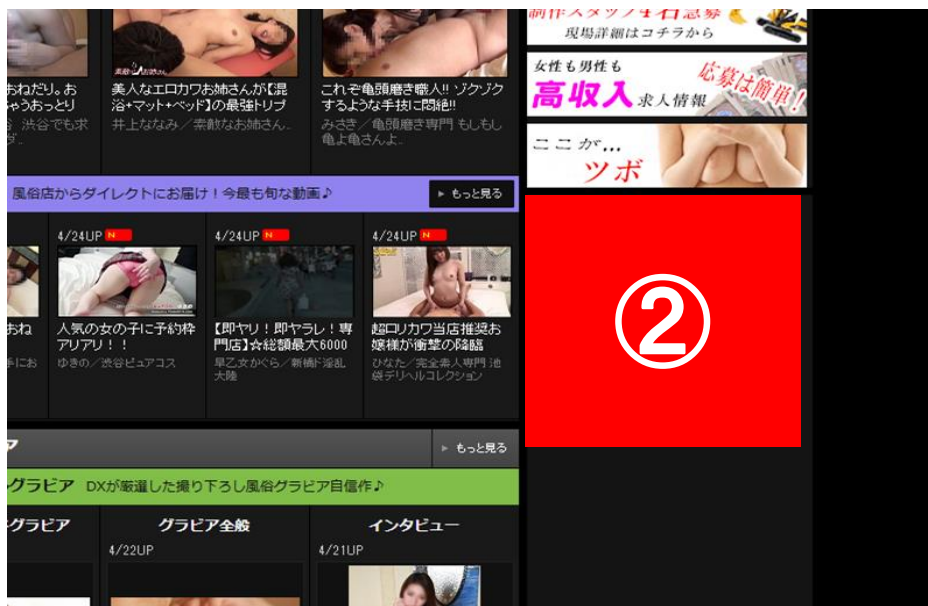 おねだり。お
ゃうおっとり
渋谷でも求
美人なエロカワお姉さんが【混
浴+マット+ベッド】の最強トリプ
井上ななみ／素敵なお姉さん..
これぞ亀頭磨き職人!! ゾクゾク
するような手技に悶絶!!
みさき／亀頭磨き専門 もしもし
亀よ亀さんよ..
制作スタッフ4名急募
現場詳細はコチラから
女性も男性も
高収入 求人情報
応募は簡単！
ここが...
ツボ
風俗店からダイレクトにお届け！今最も旬な動画♪
もっと見る
おね
手にお
4/24UP N
人気の女の子に予約枠
アリアリ！！
ゆきの／渋谷ピュアコス
4/24UP N
【即ヤリ！即ヤラレ！専
門店】☆総額最大6000
早乙女かぐら／新橋ド淫乱
大陸
4/24UP N
超ロリカワ当店推奨お
嬢様が衝撃の降臨
ひなた／完全素人専門 池
袋デリヘルコレクション
②
ア
もっと見る
グラビア DXが厳選した撮り下ろし風俗グラビア自信作♪
グラビア
グラビア全般
4/22UP
インタビュー
4/21UP